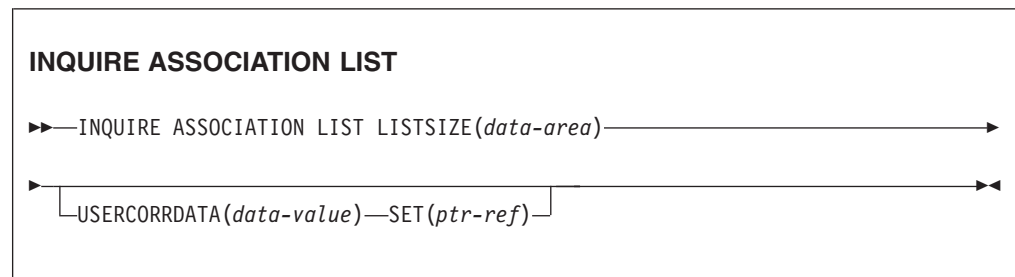 INQUIRE ASSOCIATION LIST
INQUIRE ASSOCIATION LIST LISTSIZE(data-area)
USERCORRDATA(data-value) SET(ptr-ref)